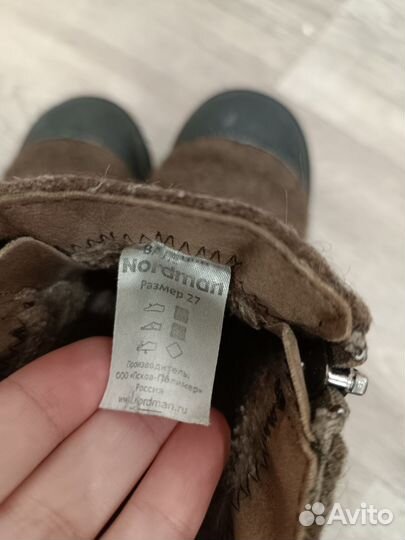 Nordman
Размер 27
Производитель:
ООО «Псков-Полимер»
Россия
www.nordman.ru
Avito